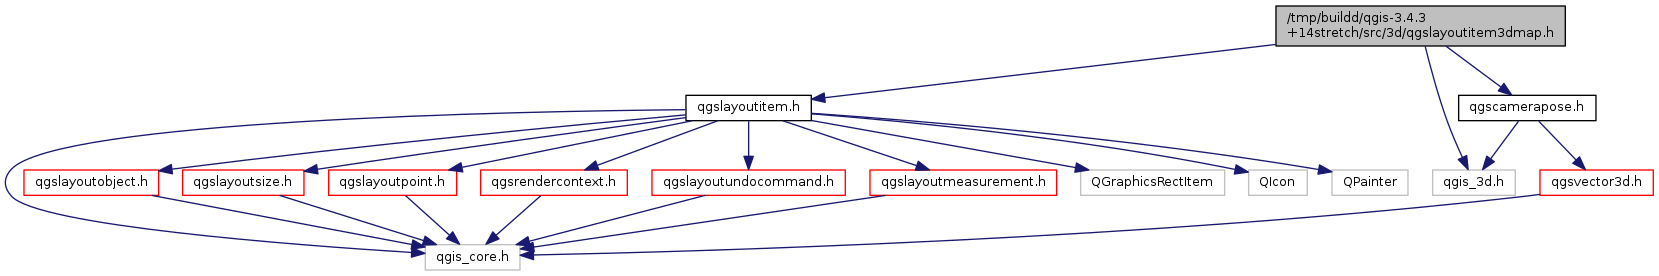 /tmp/buildd/qgis-3.4.3
+14stretch/src/3d/qgslayoutitem3dmap.h
qgslayoutitem.h
qgscamerapose.h
qgslayoutobject.h
qgslayoutsize.h
qgslayoutpoint.h
qgsrendercontext.h
qgslayoutundocommand.h
qgslayoutmeasurement.h
QGraphicsRectItem
QIcon
QPainter
qgis_3d.h
qgsvector3d.h
qgis_core.h